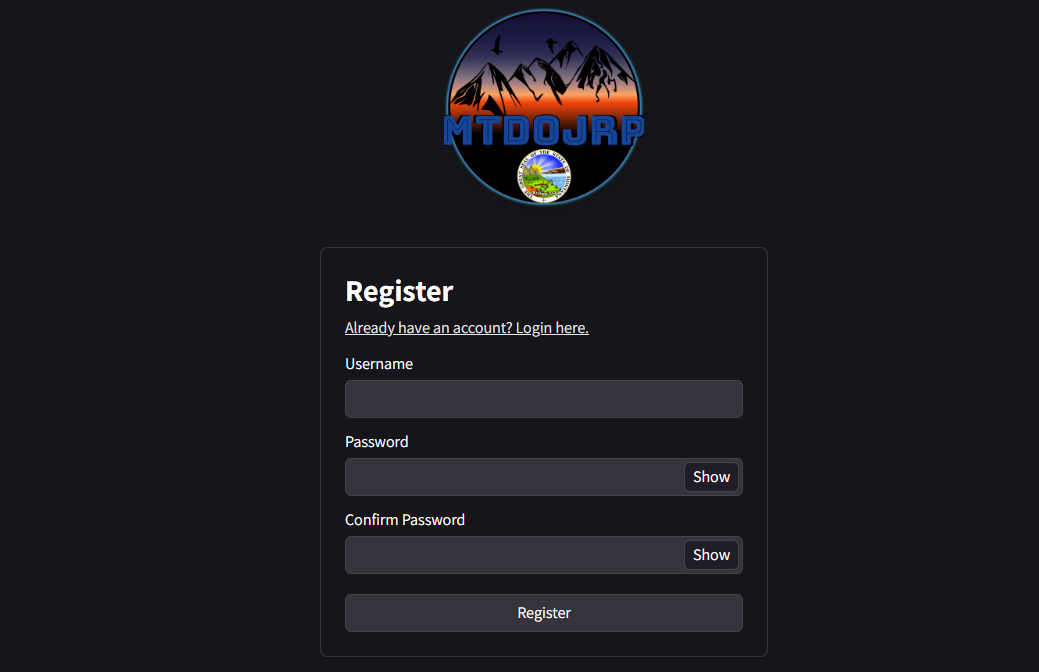 MTDOJRP
Register
Already have an account? Login here.
Username
Password
Show
Confirm Password
Show
Register